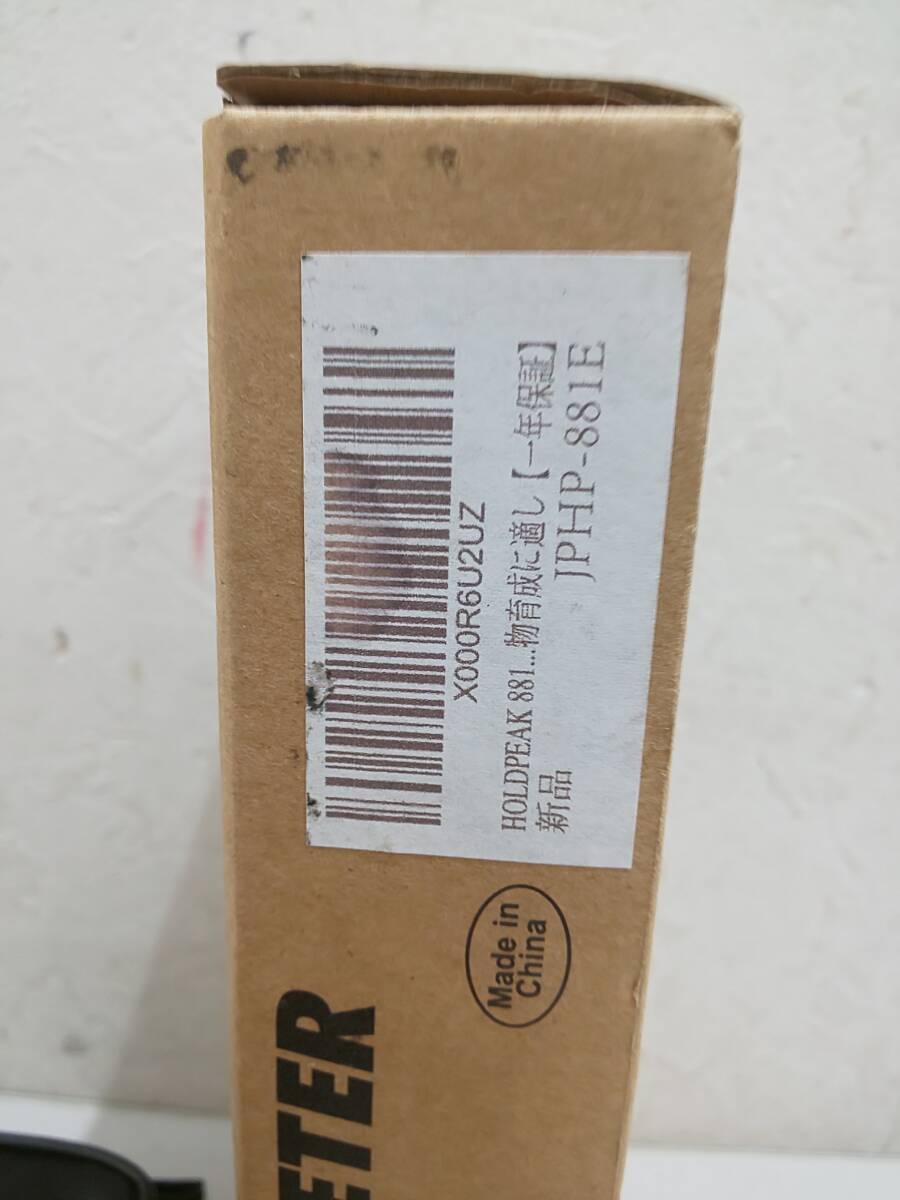 X000R6U2UZ
HOLDPEAK 881...物育成に適し【一年保証】
新品 JPHP-881E
Made in
China
ETER